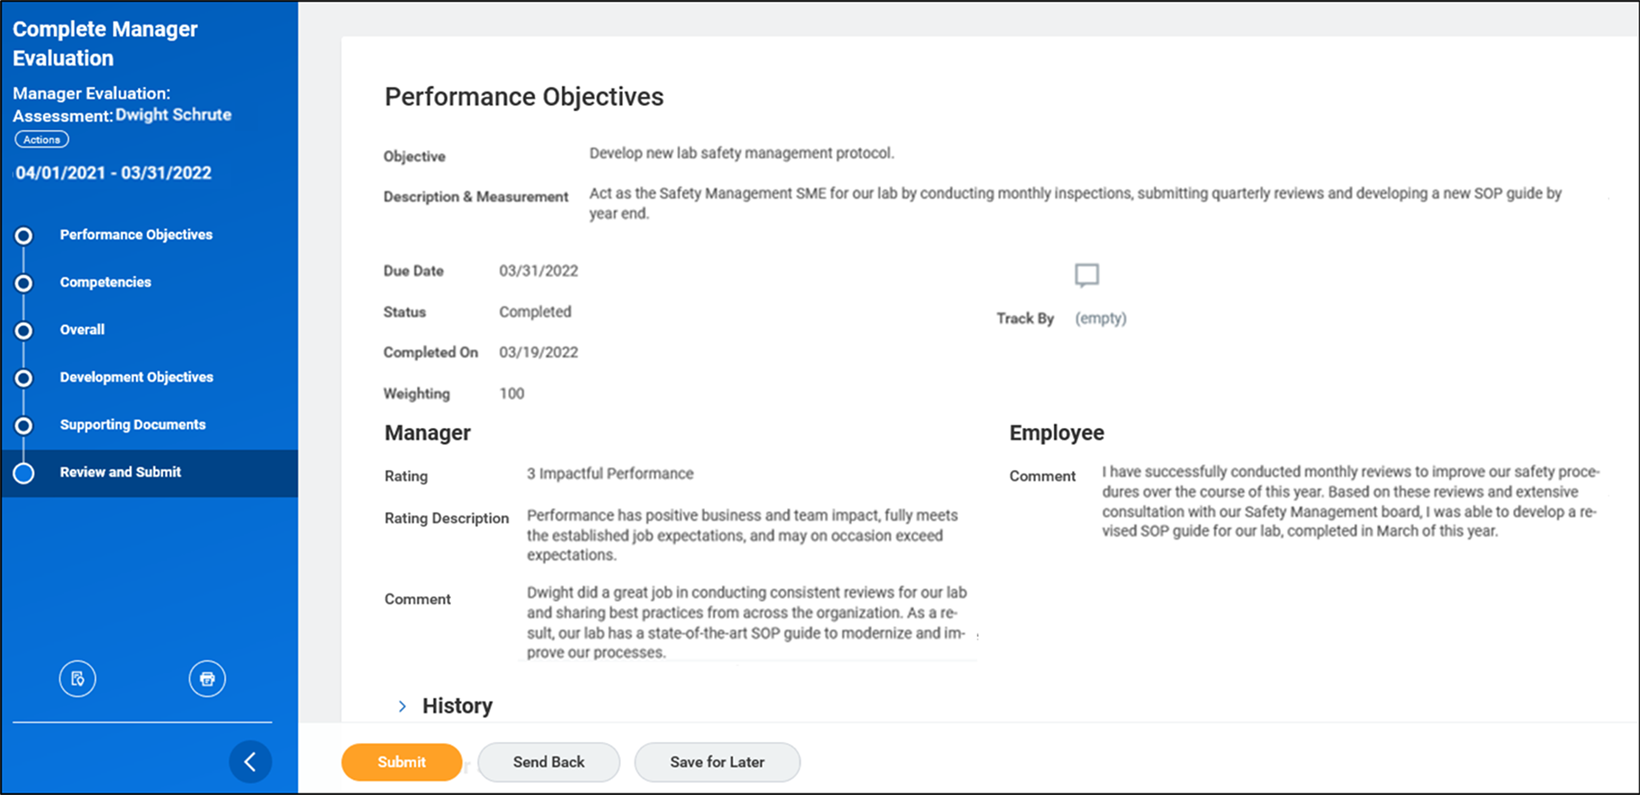 Complete Manager
Evaluation
Manager Evaluation:
Assessment: Dwight Schrute
Actions
04/01/2021 - 03/31/2022
Performance Objectives
Competencies
Overall
Development Objectives
Supporting Documents
Review and Submit
Performance Objectives
Objective Develop new lab safety management protocol.
Description & Measurement Act as the Safety Management SME for our lab by conducting monthly inspections, submitting quarterly reviews and developing a new SOP guide by
year end.
Due Date 03/31/2022
Status Completed
Track By (empty)
Completed On 03/19/2022
Weighting 100
Manager
Rating 3 Impactful Performance
Rating Description Performance has positive business and team impact, fully meets
the established job expectations, and may on occasion exceed
expectations.
Comment Dwight did a great job in conducting consistent reviews for our lab
and sharing best practices from across the organization. As a re-
sult, our lab has a state-of-the-art SOP guide to modernize and im-
prove our processes.
Employee
Comment I have successfully conducted monthly reviews to improve our safety proce-
dures over the course of this year. Based on these reviews and extensive
consultation with our Safety Management board, I was able to develop a re-
vised SOP guide for our lab, completed in March of this year.
History
Submit Send Back Save for Later